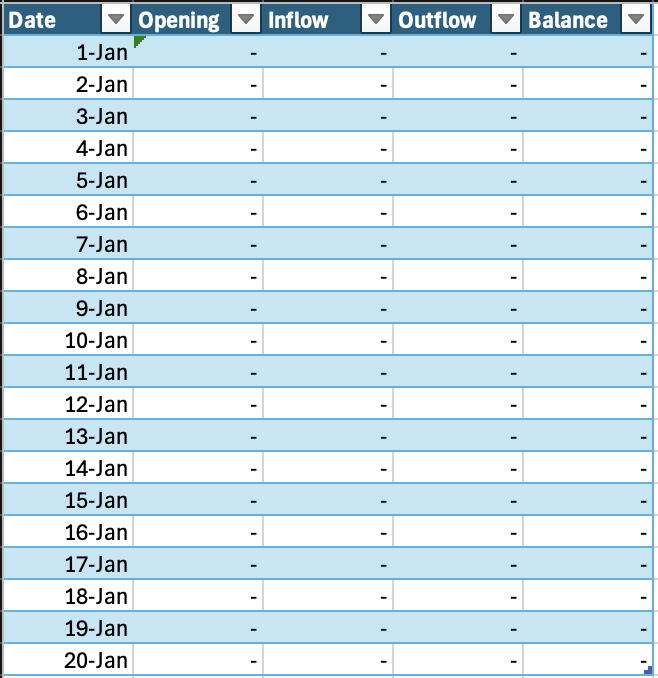 Date Opening Inflow Outflow Balance
1-Jan - - - -
2-Jan - - - -
3-Jan - - - -
4-Jan - - - -
5-Jan - - - -
6-Jan - - - -
7-Jan - - - -
8-Jan - - - -
9-Jan - - - -
10-Jan - - - -
11-Jan - - - -
12-Jan - - - -
13-Jan - - - -
14-Jan - - - -
15-Jan - - - -
16-Jan - - - -
17-Jan - - - -
18-Jan - - - -
19-Jan - - - -
20-Jan - - - -